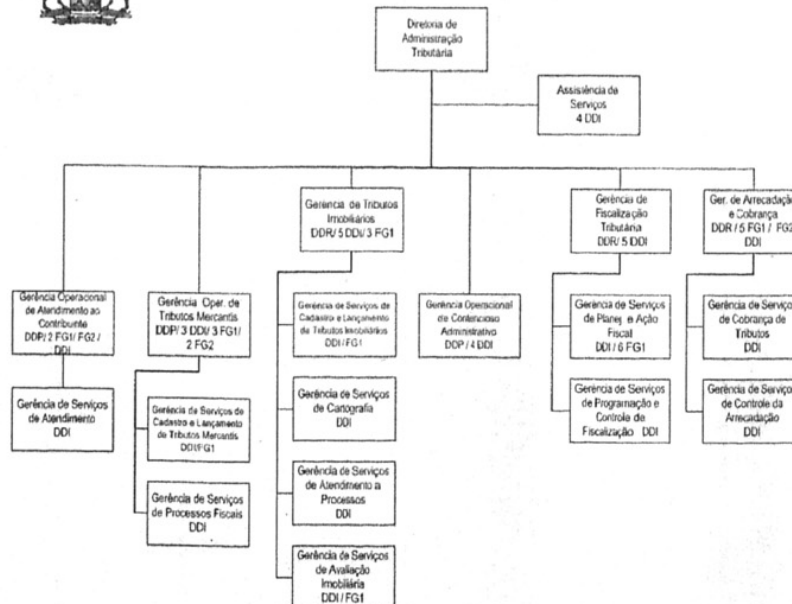 Diretoria de
Administração
Tributária
Assistência de
Serviços
4 DDI
Gerência de Tributos
Imobiliários
DDR/ 5 DDI/ 3 FG1
Gerência de
Fiscalização
Tributária
DDR/ 5 DDI
Ger. de Arrecadação
e Cobrança
DDR / 5 FG1 / FG2
DDI
Gerência Operacional
de Atendimento ao
Contribuinte
DDP/ 2 FG1/ FG2 /
DDI
Gerência Oper. de
Tributos Mercantis
DDP/ 3 DDI/ 3 FG1/
2 FG2
Gerência de Serviços de
Cadastro e Lançamento
de Tributos Imobiliários
DDI / FG1
Gerência Operacional
de Contencioso
Administrativo
DDP / 4 DDI
Gerência de Serviços
de Planej. e Ação
Fiscal
DDI / 6 FG1
Gerência de Serviço
de Cobrança de
Tributos
DDI
Gerência de Serviços
de Atendimento
DDI
Gerência de Serviços de
Cadastro e Lançamento
de Tributos Mercantis
DDI/FG1
Gerência de Serviços
de Cartografia
DDI
Gerência de Serviços
de Programação e
Controle de
Fiscalização DDI
Gerência de Serviço
de Controle da
Arrecadação
DDI
Gerência de Serviços
de Processos Fiscais
DDI
Gerência de Serviços
de Atendimento a
Processos
DDI
Gerência de Serviços
de Avaliação
Imobiliária
DDI / FG1